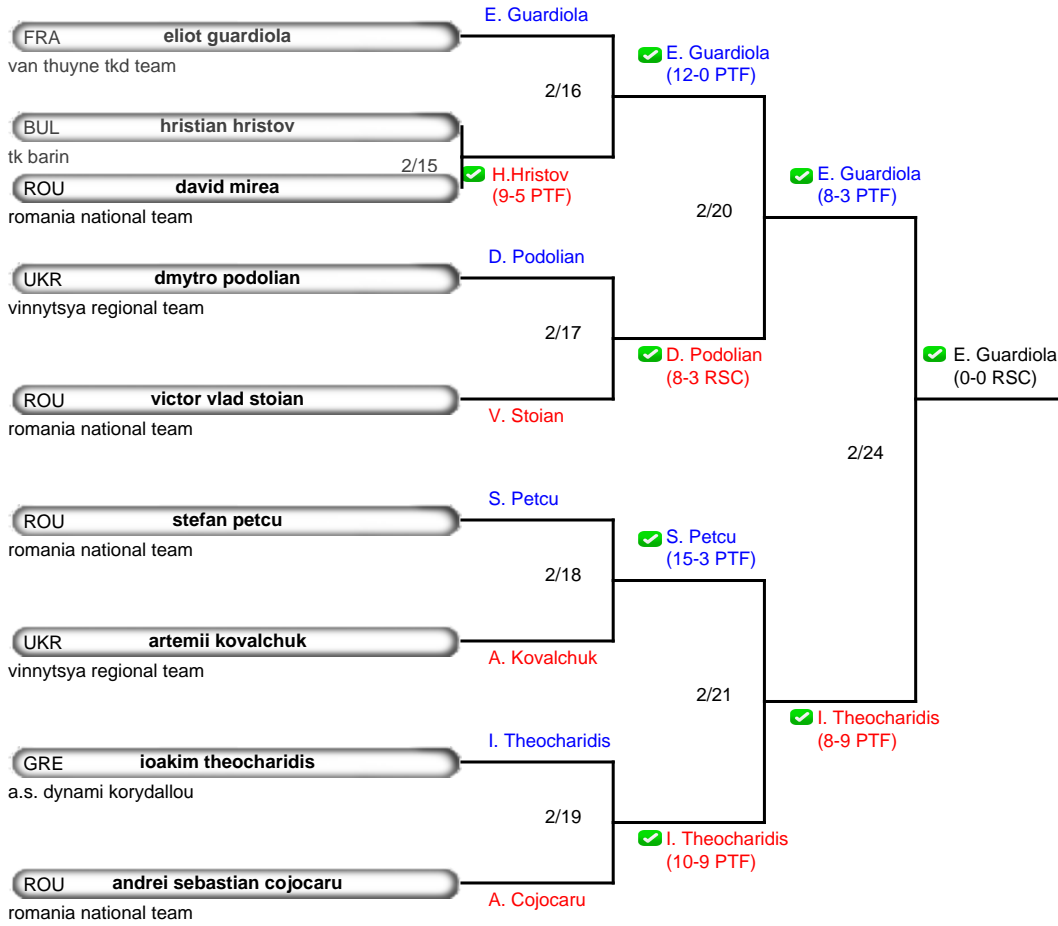 E. Guardiola
FRA eliot guardiola
van thuyne tkd team
2/16
E. Guardiola
(12-0 PTF)
BUL hristian hristov
tk barin
2/15
H.Hristov
(9-5 PTF)
ROU david mirea
romania national team
E. Guardiola
(8-3 PTF)
2/20
D. Podolian
UKR dmytro podolian
vinnytsya regional team
2/17
D. Podolian
(8-3 RSC)
ROU victor vlad stoian
romania national team
V. Stoian
E. Guardiola
(0-0 RSC)
2/24
S. Petcu
ROU stefan petcu
romania national team
2/18
S. Petcu
(15-3 PTF)
UKR artemii kovalchuk
vinnytsya regional team
A. Kovalchuk
2/21
I. Theocharidis
(8-9 PTF)
I. Theocharidis
GRE ioakim theocharidis
a.s. dynami korydallou
2/19
I. Theocharidis
(10-9 PTF)
ROU andrei sebastian cojocaru
romania national team
A. Cojocaru